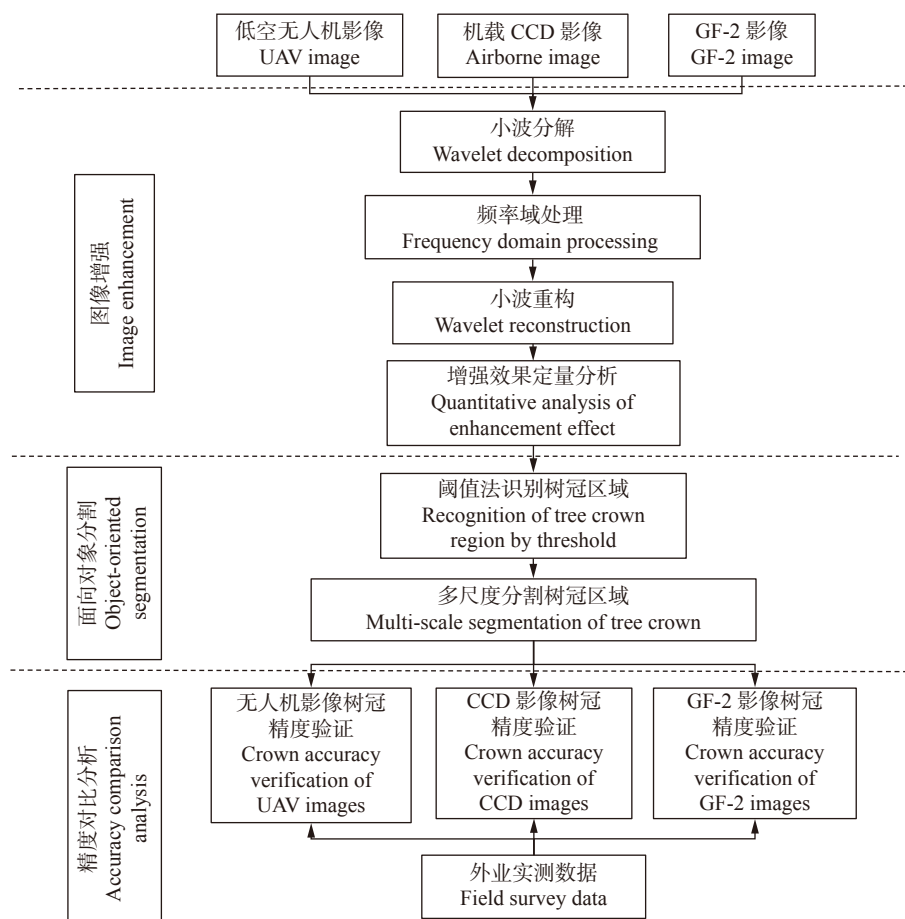 低空无人机影像
UAV image
机载 CCD 影像
Airborne image
GF-2 影像
GF-2 image
图像增强
Image enhancement
小波分解
Wavelet decomposition
频率域处理
Frequency domain processing
小波重构
Wavelet reconstruction
增强效果定量分析
Quantitative analysis of
enhancement effect
面向对象分割
Object-oriented
segmentation
阈值法识别树冠区域
Recognition of tree crown
region by threshold
多尺度分割树冠区域
Multi-scale segmentation of tree crown
精度对比分析
Accuracy comparison
analysis
无人机影像树冠
精度验证
Crown accuracy
verification of
UAV images
CCD 影像树冠
精度验证
Crown accuracy
verification of
CCD images
GF-2 影像树冠
精度验证
Crown accuracy
verification of
GF-2 images
外业实测数据
Field survey data